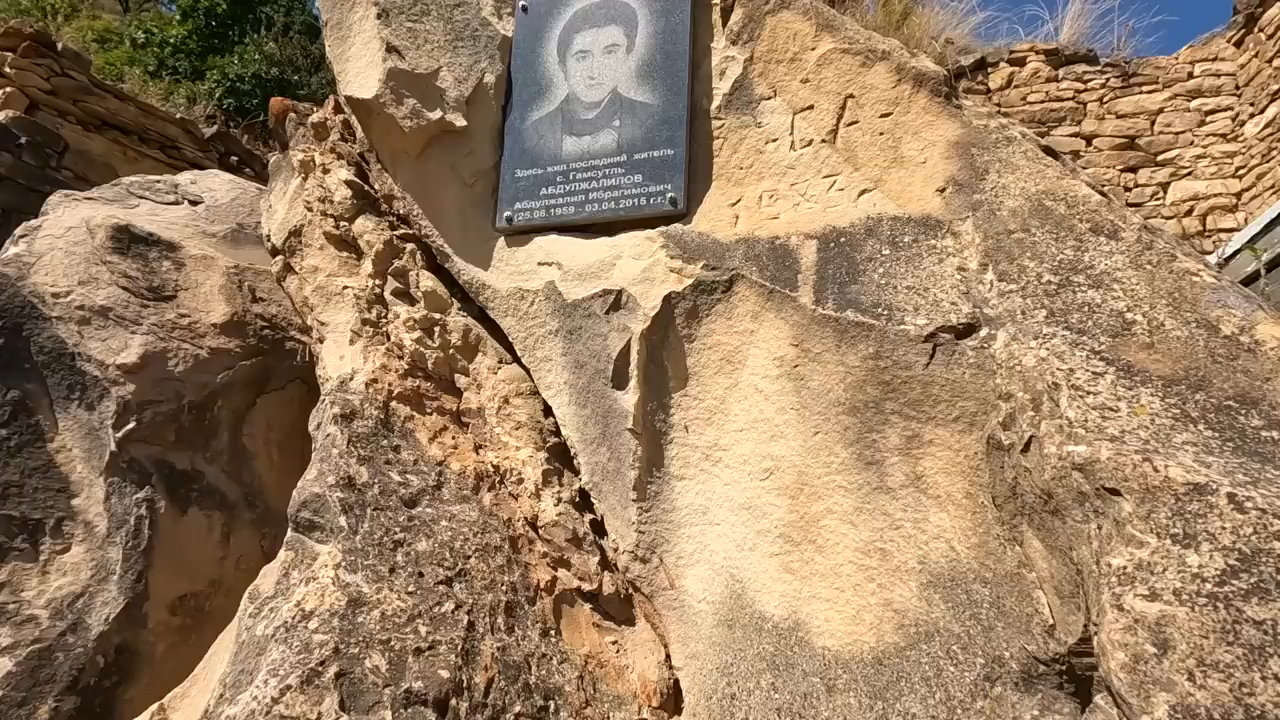 Здесь жил последний житель
с. Гамсутль
АБДУЛЖАЛИЛОВ
Абдулжалил Ибрагимович
(25.08.1959 - 03.04.2015 г.г.)